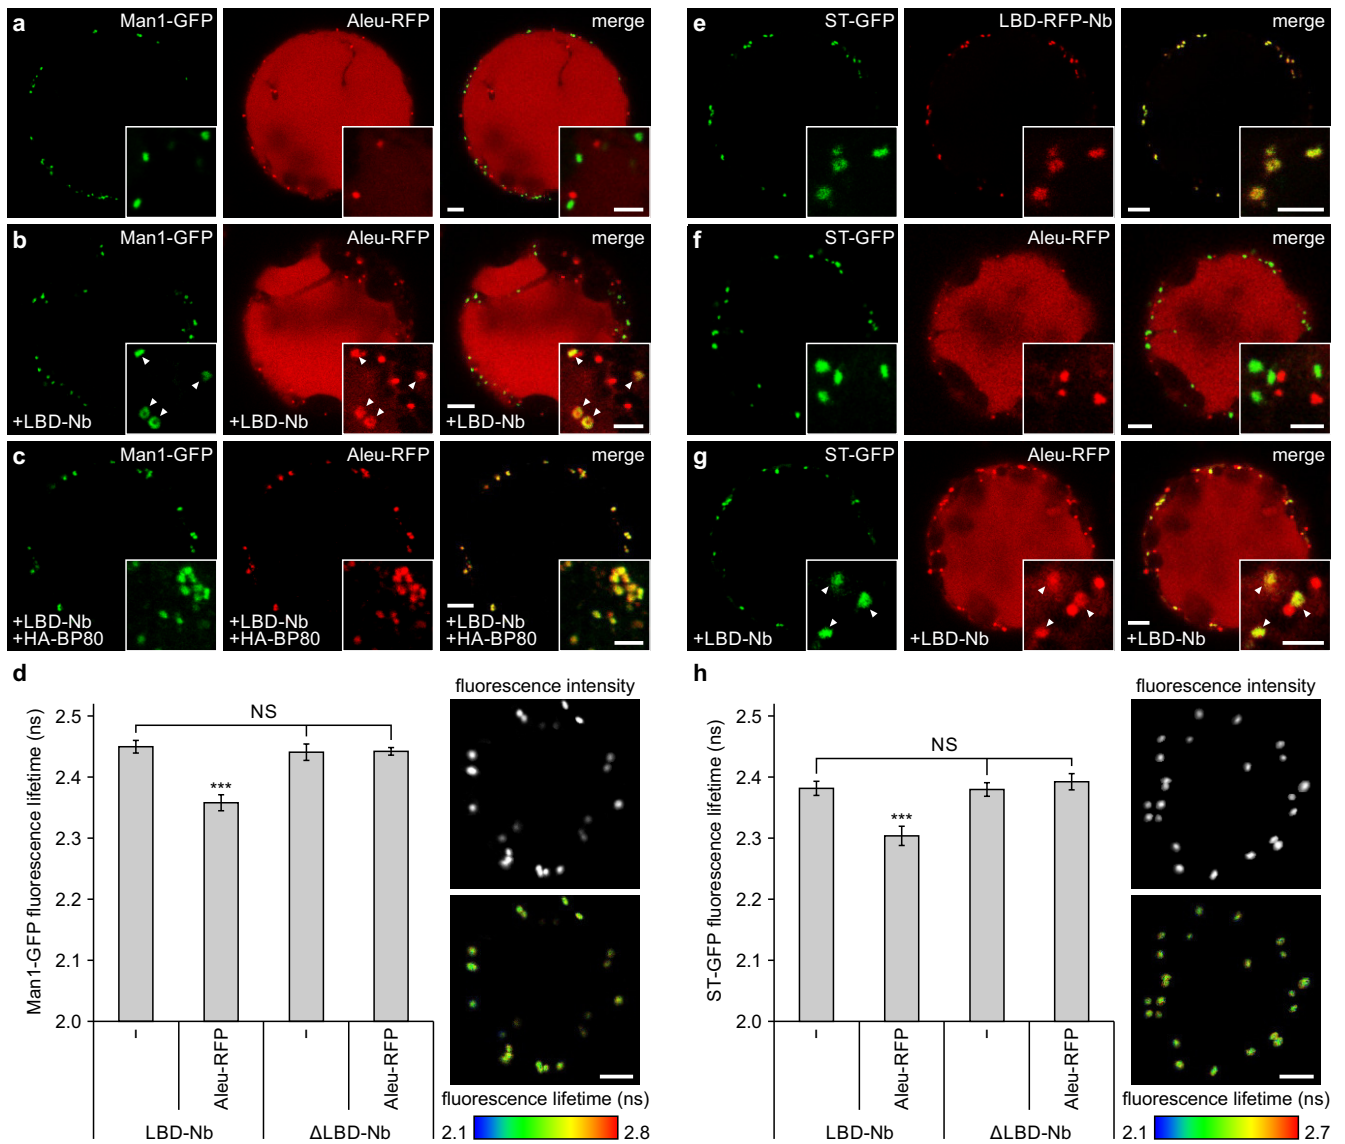 a Man1-GFP Aleu-RFP merge
b Man1-GFP Aleu-RFP merge
+LBD-Nb +LBD-Nb +LBD-Nb
c Man1-GFP Aleu-RFP merge
+LBD-Nb +LBD-Nb +LBD-Nb
+HA-BP80 +HA-BP80 +HA-BP80
e ST-GFP LBD-RFP-Nb merge
f ST-GFP Aleu-RFP merge
g ST-GFP Aleu-RFP merge
+LBD-Nb +LBD-Nb +LBD-Nb
d
Man1-GFP fluorescence lifetime (ns)
2.5
2.4
2.3
2.2
2.1
2.0
NS
***
– Aleu-RFP – Aleu-RFP
LBD-Nb ΔLBD-Nb
fluorescence intensity
fluorescence lifetime (ns)
2.1 2.8
h
ST-GFP fluorescence lifetime (ns)
2.5
2.4
2.3
2.2
2.1
2.0
NS
***
– Aleu-RFP – Aleu-RFP
LBD-Nb ΔLBD-Nb
fluorescence intensity
fluorescence lifetime (ns)
2.1 2.7